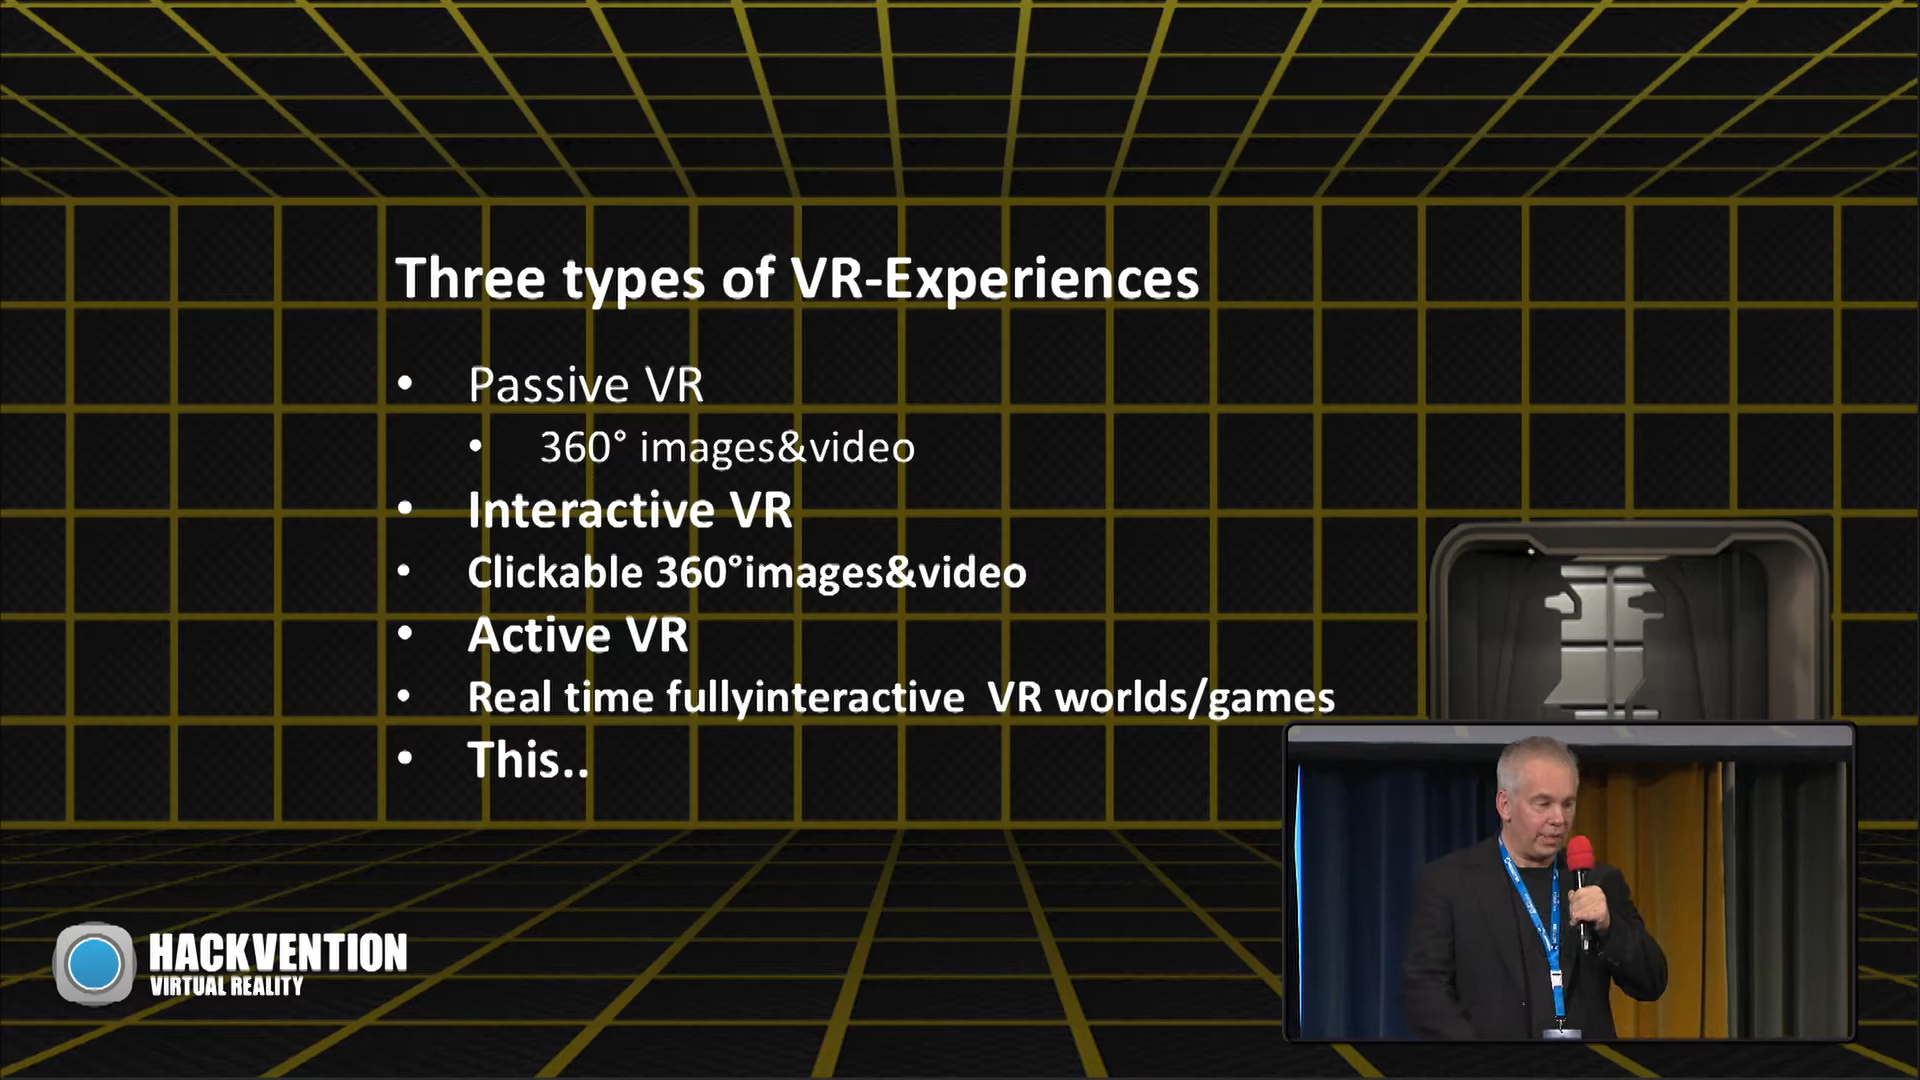 Three types of VR-Experiences
• Passive VR
• 360° images&video
• Interactive VR
• Clickable 360°images&video
• Active VR
• Real time fullyinteractive  VR worlds/games
• This..
HACKVENTION
VIRTUAL REALITY